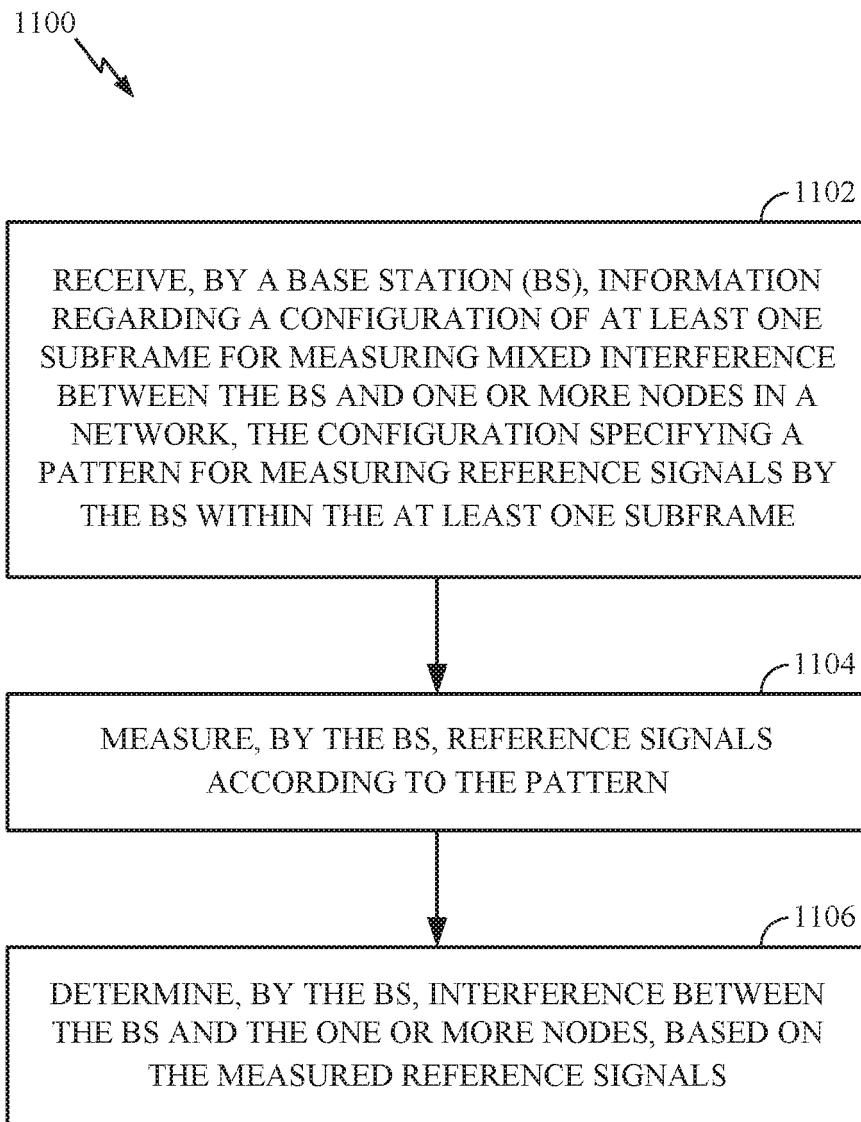 1100
1102
RECEIVE, BY A BASE STATION (BS), INFORMATION
REGARDING A CONFIGURATION OF AT LEAST ONE
SUBFRAME FOR MEASURING MIXED INTERFERENCE
BETWEEN THE BS AND ONE OR MORE NODES IN A
NETWORK, THE CONFIGURATION SPECIFYING A
PATTERN FOR MEASURING REFERENCE SIGNALS BY
THE BS WITHIN THE AT LEAST ONE SUBFRAME
1104
MEASURE, BY THE BS, REFERENCE SIGNALS
ACCORDING TO THE PATTERN
1106
DETERMINE, BY THE BS, INTERFERENCE BETWEEN
THE BS AND THE ONE OR MORE NODES, BASED ON
THE MEASURED REFERENCE SIGNALS